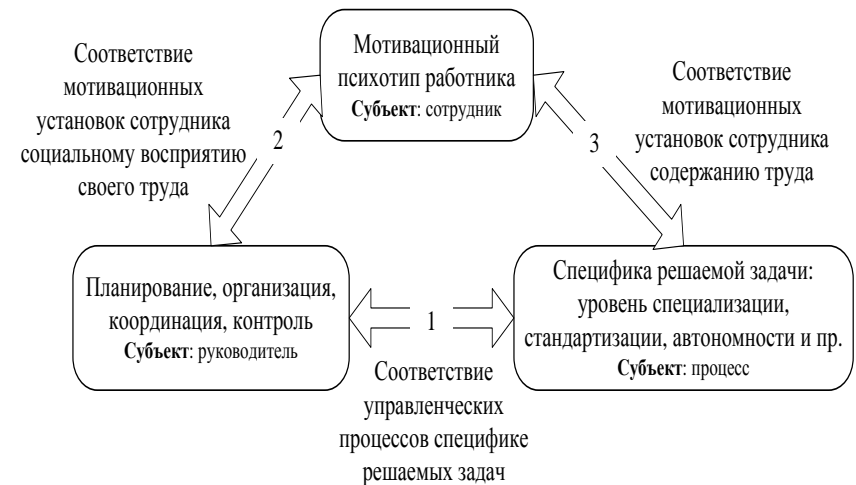 Мотивационный
психотип работника
Субъект: сотрудник
Соответствие
мотивационных
установок сотрудника
социальному восприятию
своего труда
2
Соответствие
мотивационных
установок сотрудника
содержанию труда
3
Планирование, организация,
координация, контроль
Субъект: руководитель
1
Соответствие
управленческих
процессов специфике
решаемых задач
Специфика решаемой задачи:
уровень специализации,
стандартизации, автономности и пр.
Субъект: процесс